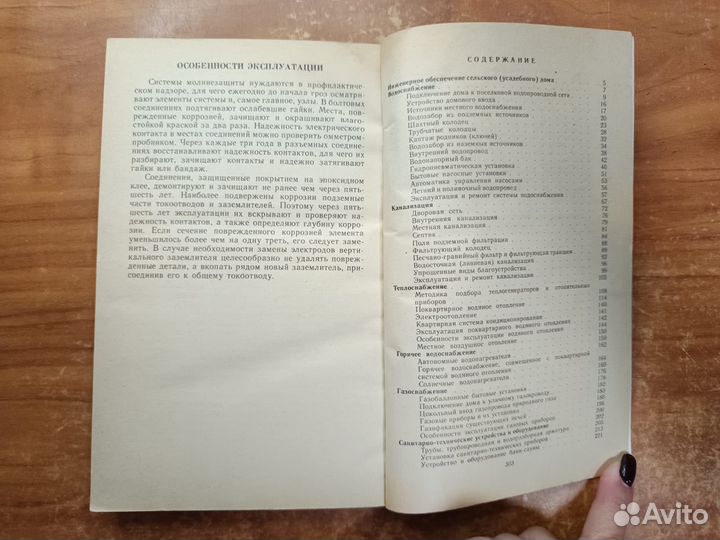 ОСОБЕННОСТИ ЭКСПЛУАТАЦИИ
Системы молниезащиты нуждаются в профилактическом
надзоре, для чего ежегодно до начала гроз осматри-
вают элементы системы и, самое главное, узлы. В болтовых
соединениях подтягивают ослабевшие гайки. Места, по-
врежденные коррозией, зачищают и окрашивают влаго-
стойкой краской за два раза. Надежность электрического
контакта в местах соединений можно проверить омметром-
пробником. Через каждые три года в разъемных соедине-
ниях восстанавливают надежность контактов, для чего их
разбирают, зачищают контакты и надежно затягивают
гайки или бандаж.
Соединения, защищенные покрытием на эпоксидном
клее, демонтируют и зачищают не ранее чем через пять-
шесть лет. Наиболее подвержены коррозии подземные
части токоотводов и заземлителей. Поэтому через пять-
шесть лет эксплуатации их вскрывают и проверяют на-
дежность контактов, а также определяют глубину корро-
зии. Если сечение поврежденного коррозией элемента
уменьшилось более чем на одну треть, его следует заме-
нить. В случае необходимости замены электродов верти-
кального заземлителя целесообразно не удалять повреж-
денные детали, а вкопать рядом новый заземлитель, при-
соединив его к общему токоотводу.
СОДЕРЖАНИЕ
Инженерное обеспечение сельского (усадебного) дома 5
Водоснабжение 7
Подключение дома к поселковой водопроводной сети
Устройство домового ввода
Источники местного водоснабжения
Водозабор из подземных источников
Шахтный колодец
Трубчатые колодцы
Каптаж родников (ключей)
Водозабор из наземных источников
Внутренний водопровод
Водонапорный бак
Гидропневматическая установка
Бытовые насосные установки
Автоматика управления насосами
Летний и поливочный водопровод
Эксплуатация и ремонт системы водоснабжения
Канализация
Дворовая сеть
Внутренняя канализация
Местная канализация
Септик
Поля подземной фильтрации
Фильтрующий колодец
Песчано-гравийный фильтр и фильтрующая траншея
Водосточная (ливневая) канализация
Упрощенные виды благоустройства
Эксплуатация и ремонт канализации
Теплоснабжение
Методика подбора теплогенераторов и отопительных
приборов
Поквартирное водяное отопление
Электроотопление
Квартирная система кондиционирования
Эксплуатация поквартирного водяного отопления
Особенности эксплуатации водяного отопления
Местное воздушное отопление
Горячее водоснабжение
Автономные водонагреватели
Горячее водоснабжение, совмещенное с поквартирной
системой водяного отопления
Солнечные водонагреватели
Газоснабжение
Газобаллонные бытовые установки
Подключение дома к уличному газопроводу
Цокольный ввод газопровода природного газа
Газовые приборы и их установка
Газификация существующих печей
Особенности эксплуатации газовых приборов
Санитарно-технические устройства и оборудование
Трубы, трубопроводная и водоразборная арматура
Установка санитарно-технических приборов
Устройство и оборудование бани-сауны
303
Avito